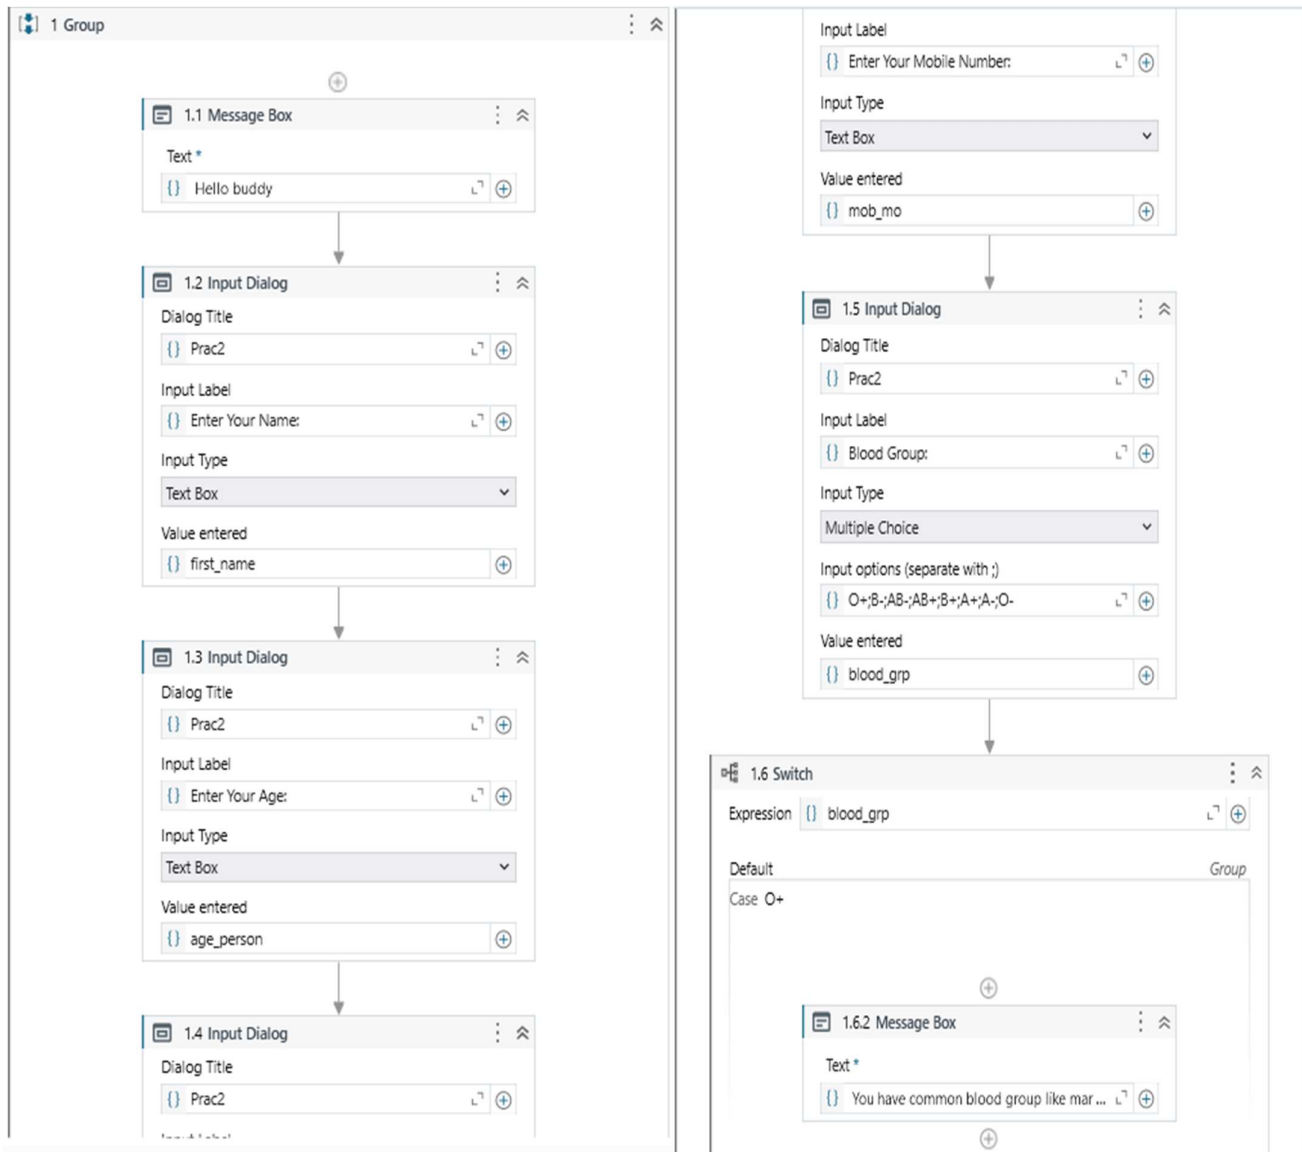 1 Group
1.1 Message Box
Text *
{} Hello buddy
1.2 Input Dialog
Dialog Title
{} Prac2
Input Label
{} Enter Your Name:
Input Type
Text Box
Value entered
{} first_name
1.3 Input Dialog
Dialog Title
{} Prac2
Input Label
{} Enter Your Age:
Input Type
Text Box
Value entered
{} age_person
1.4 Input Dialog
Dialog Title
{} Prac2
Input Label
Input Label
{} Enter Your Mobile Number:
Input Type
Text Box
Value entered
{} mob_mo
1.5 Input Dialog
Dialog Title
{} Prac2
Input Label
{} Blood Group:
Input Type
Multiple Choice
Input options (separate with ;)
{} O+;B-;AB-;AB+;B+;A+;A-;O-
Value entered
{} blood_grp
1.6 Switch
Expression {} blood_grp
Default Group
Case O+
1.6.2 Message Box
Text *
{} You have common blood group like mar ...